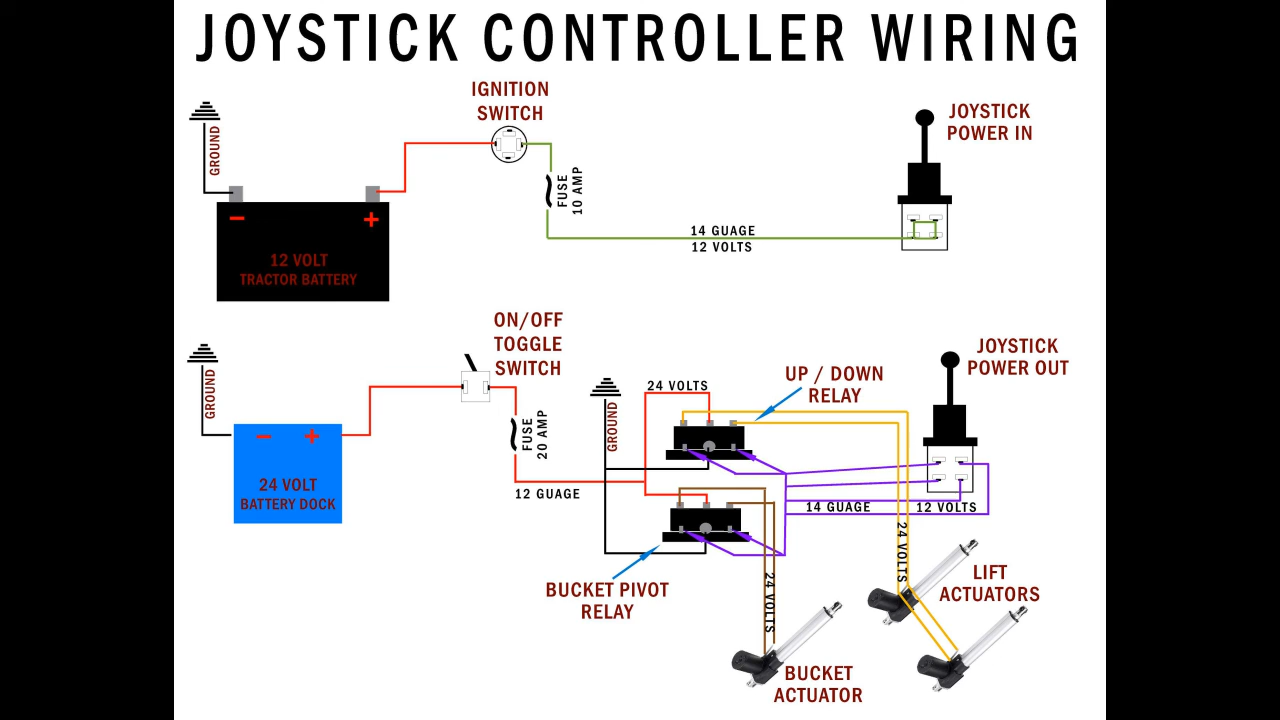 JOYSTICK CONTROLLER WIRING
IGNITION
SWITCH
JOYSTICK
POWER IN
GROUND
FUSE
10 AMP
14 GUAGE
12 VOLTS
− +
12 VOLT
TRACTOR BATTERY
ON/OFF
TOGGLE
SWITCH
JOYSTICK
POWER OUT
UP / DOWN
RELAY
24 VOLTS
GROUND
GROUND
FUSE
20 AMP
− +
24 VOLT
BATTERY DOCK
12 GUAGE
14 GUAGE
12 VOLTS
24 VOLTS
BUCKET PIVOT
RELAY
24 VOLTS
LIFT
ACTUATORS
BUCKET
ACTUATOR